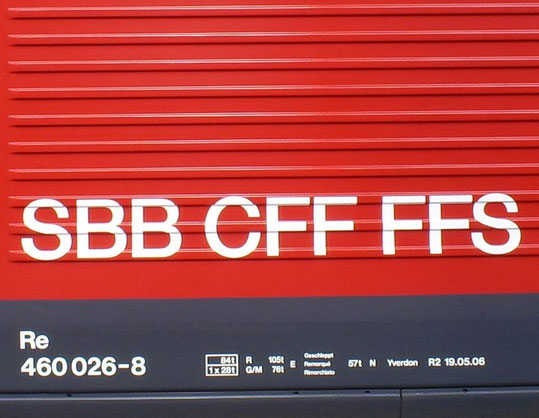 SBB CFF FFS
Re
460 026-8
84t R 105t E Geschleppt
Remorqué 57t N Yverdon R2 19.05.06
1 x 28t G/M 76t Rimorchiato